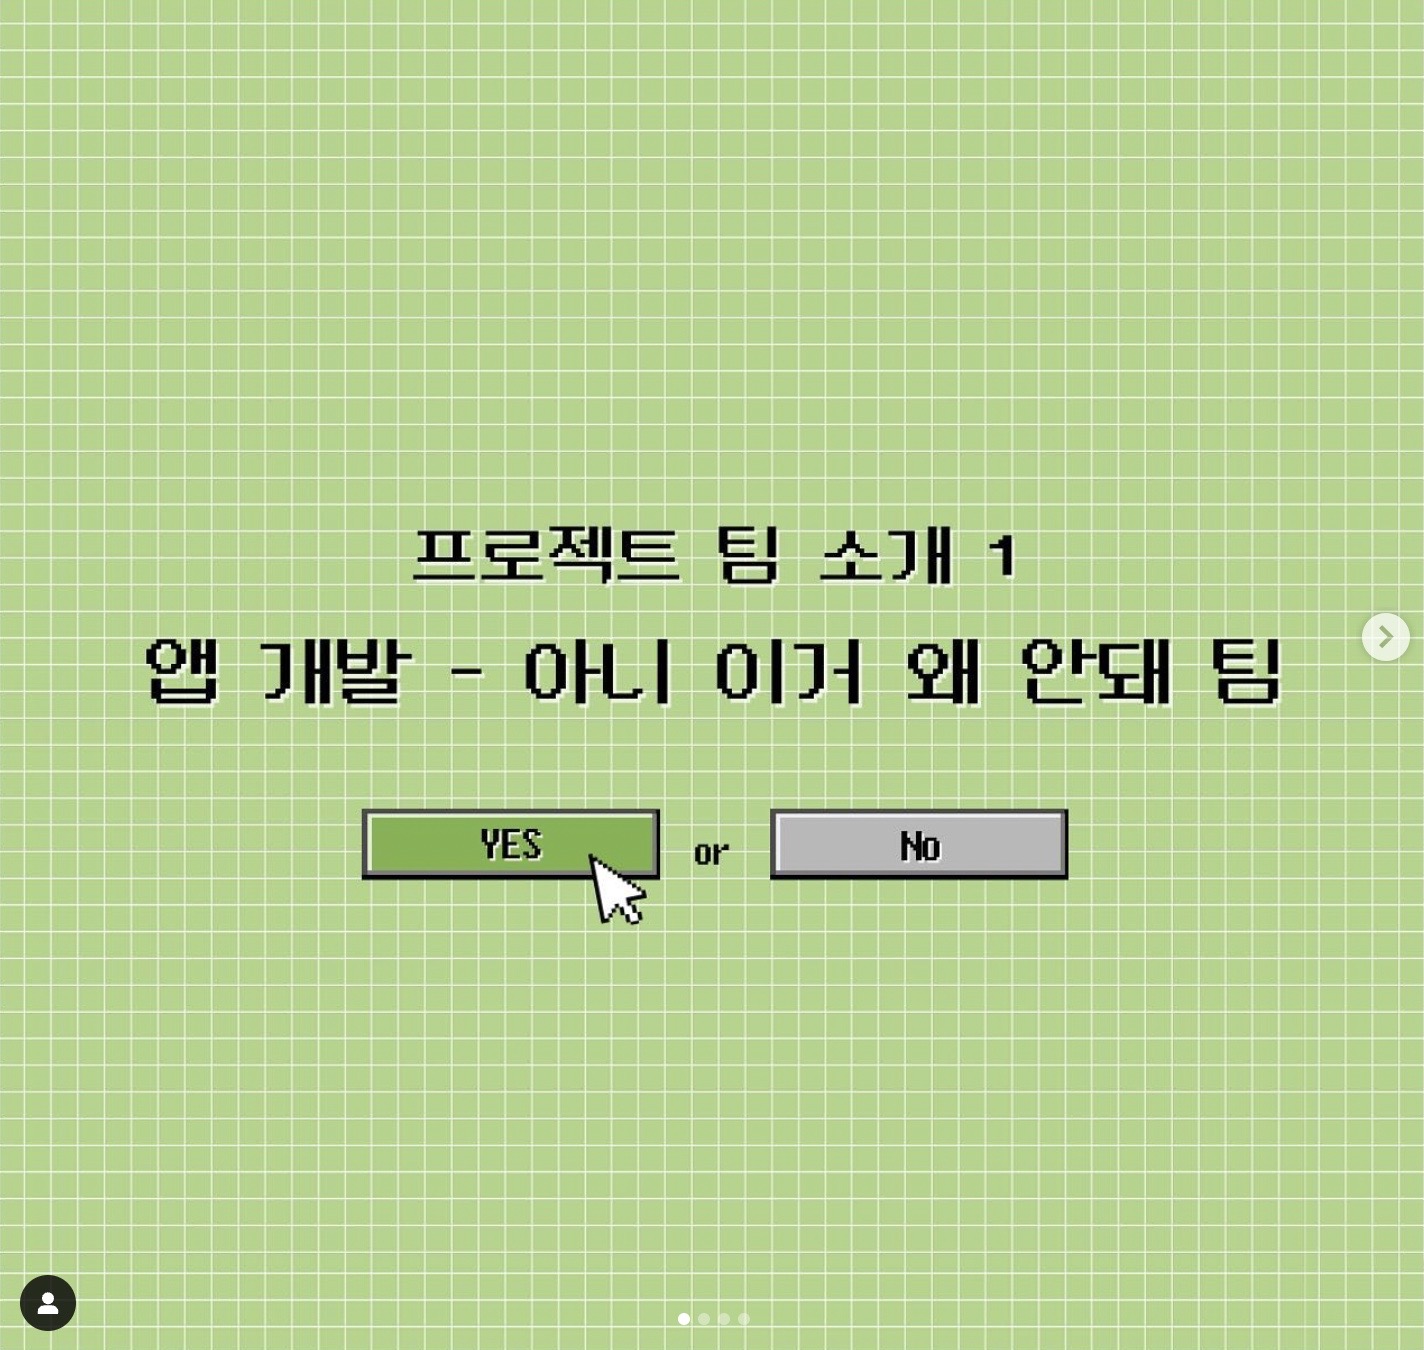 프로젝트 팀 소개 1
앱 개발 - 아니 이거 왜 안돼 팀
YES or No